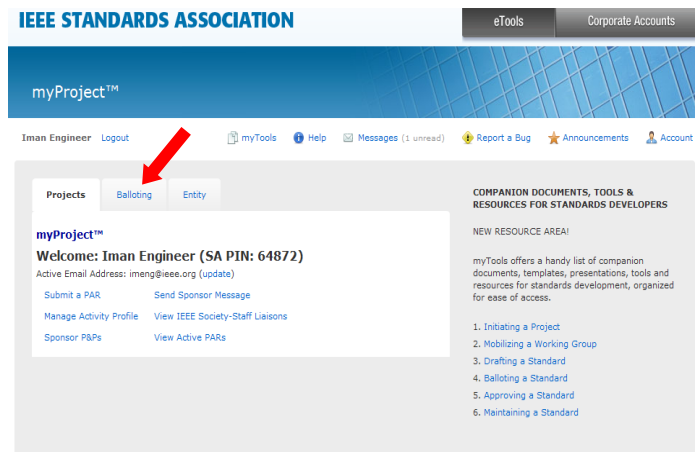 IEEE STANDARDS ASSOCIATION
eTools
Corporate Accounts
myProject™
Iman Engineer Logout
myTools
Help
Messages (1 unread)
Report a Bug
Announcements
Account
Projects
Balloting
Entity
myProject™
Welcome: Iman Engineer (SA PIN: 64872)
Active Email Address: imeng@ieee.org (update)
Submit a PAR
Send Sponsor Message
Manage Activity Profile
View IEEE Society-Staff Liaisons
Sponsor P&Ps
View Active PARs
COMPANION DOCUMENTS, TOOLS &
RESOURCES FOR STANDARDS DEVELOPERS
NEW RESOURCE AREA!
myTools offers a handy list of companion
documents, templates, presentations, tools and
resources for standards development, organized
for ease of access.
1. Initiating a Project
2. Mobilizing a Working Group
3. Drafting a Standard
4. Balloting a Standard
5. Approving a Standard
6. Maintaining a Standard